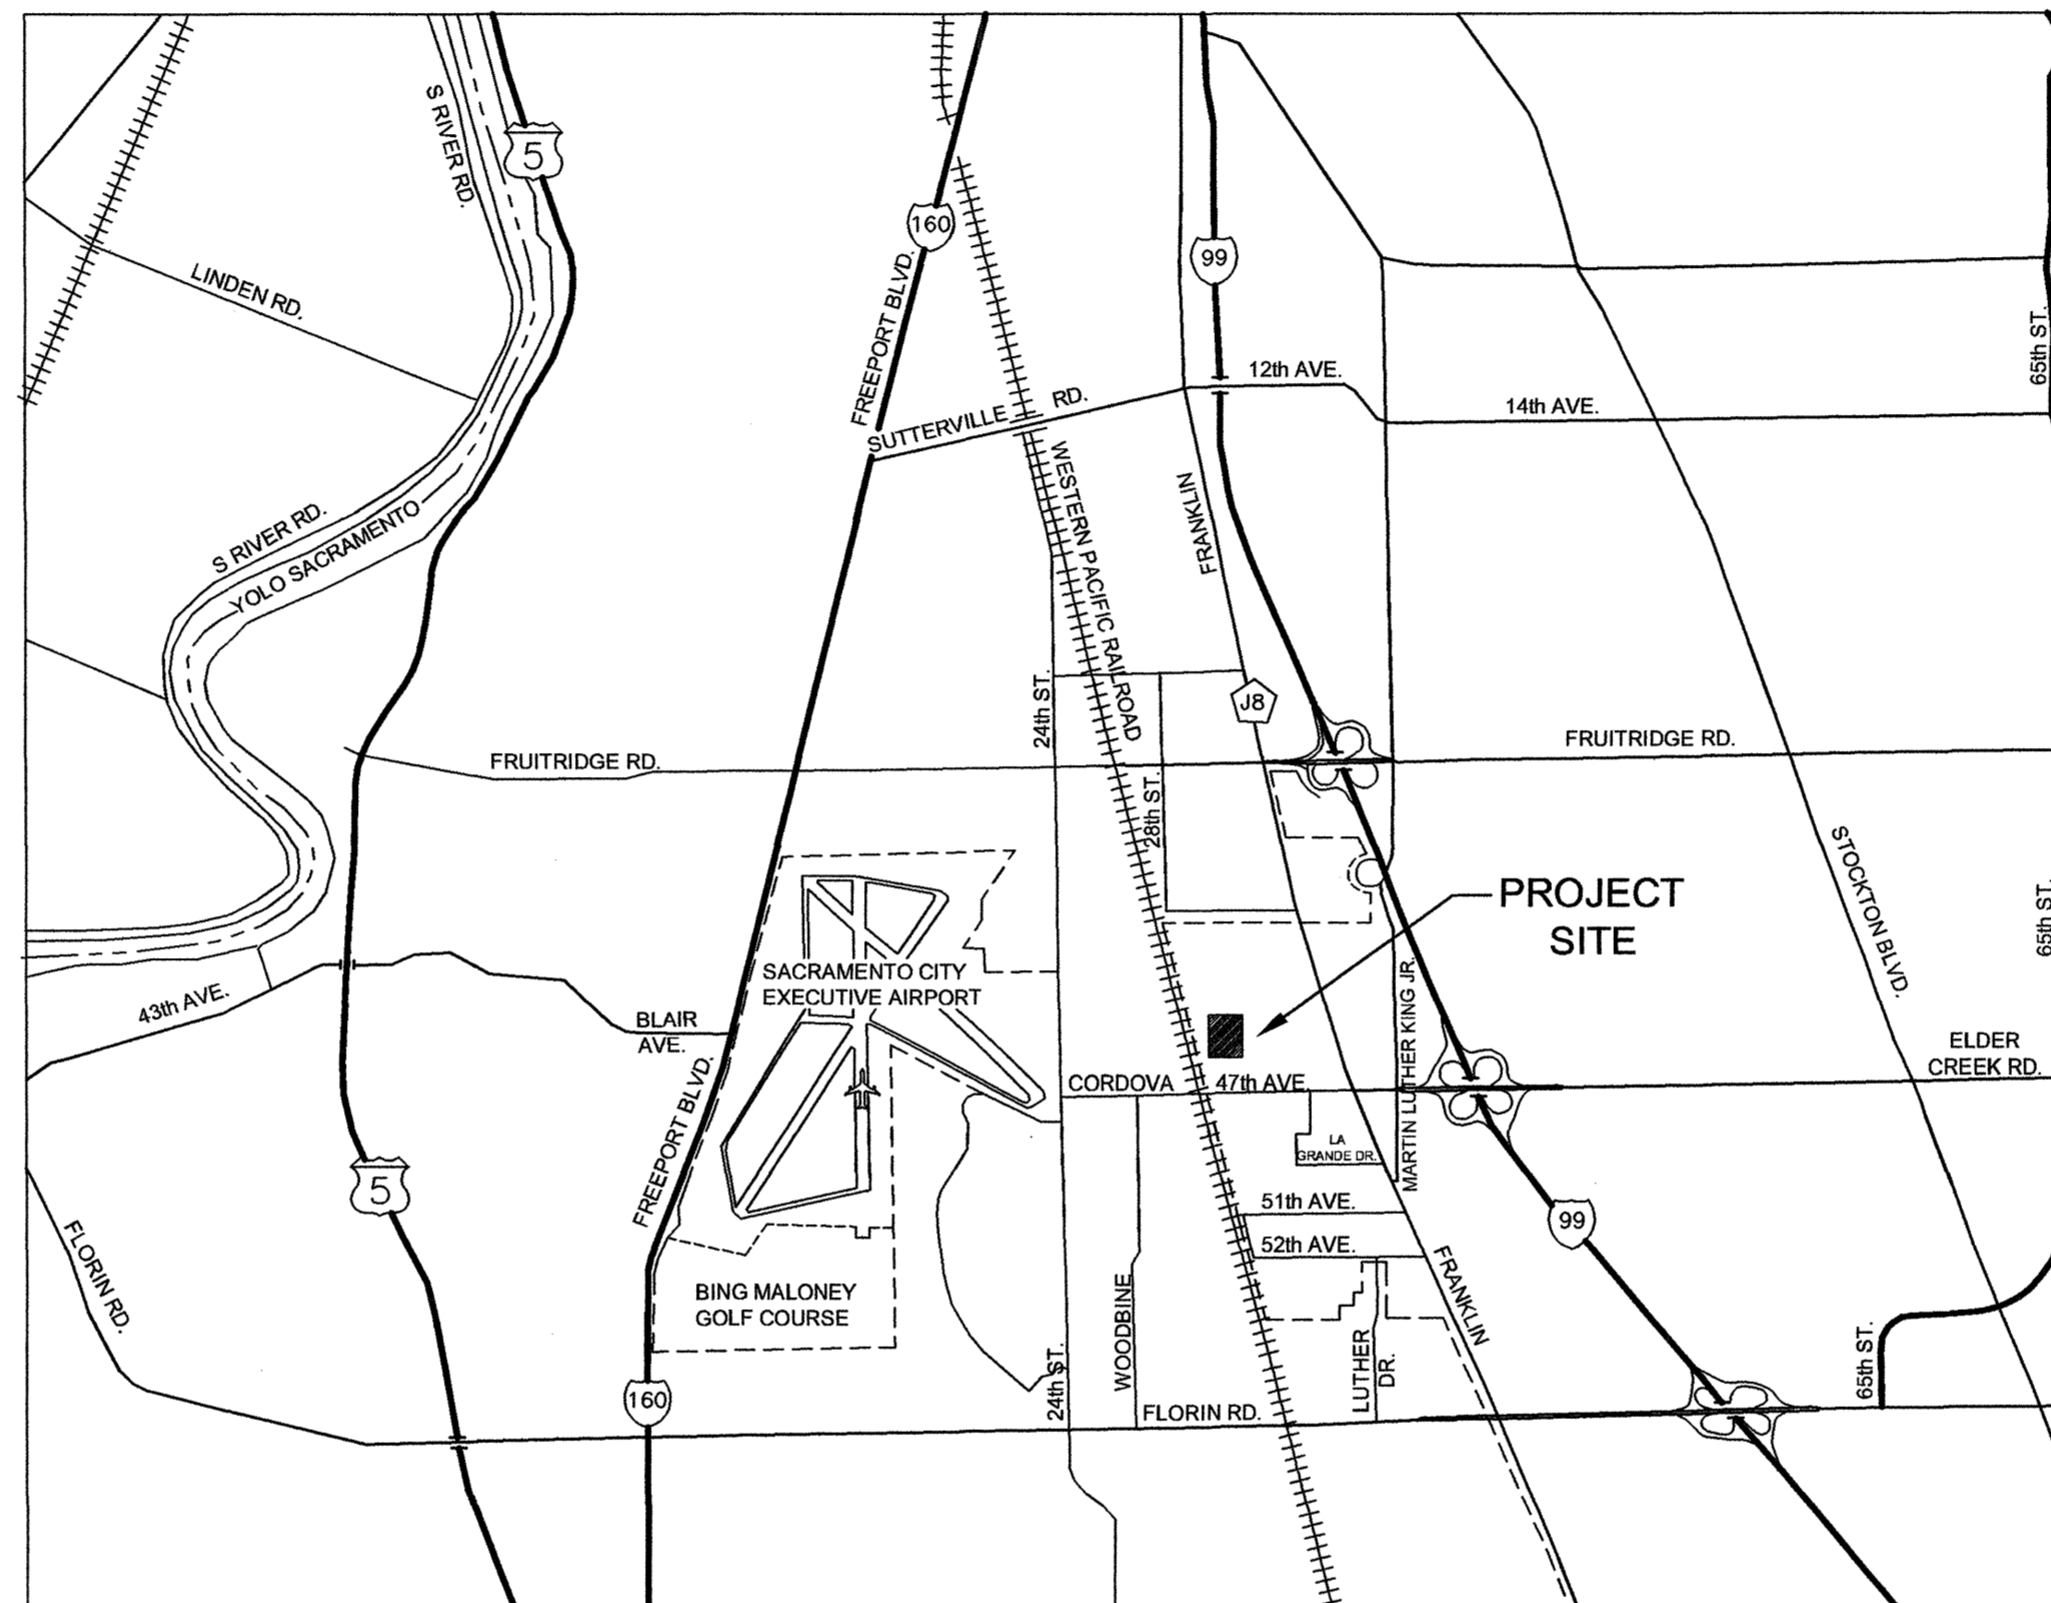 S RIVER RD.
5
160
99
LINDEN RD.
FREEPORT BLVD.
65th ST.
12th AVE.
14th AVE.
SUTTERVILLE RD.
WESTERN PACIFIC RAILROAD
FRANKLIN
S RIVER RD.
YOLO SACRAMENTO
24th ST.
J8
FRUITRIDGE RD.
FRUITRIDGE RD.
28th ST.
STOCKTON BLVD.
PROJECT
SITE
65th ST.
SACRAMENTO CITY
EXECUTIVE AIRPORT
MARTIN LUTHER KING JR.
43th AVE.
BLAIR
AVE.
ELDER
CREEK RD.
CORDOVA
47th AVE.
FREEPORT BLVD.
LA
GRANDE DR.
5
51th AVE.
99
52th AVE.
FLORIN RD.
FRANKLIN
BING MALONEY
GOLF COURSE
WOODBINE
LUTHER
DR.
65th ST.
24th ST.
160
FLORIN RD.